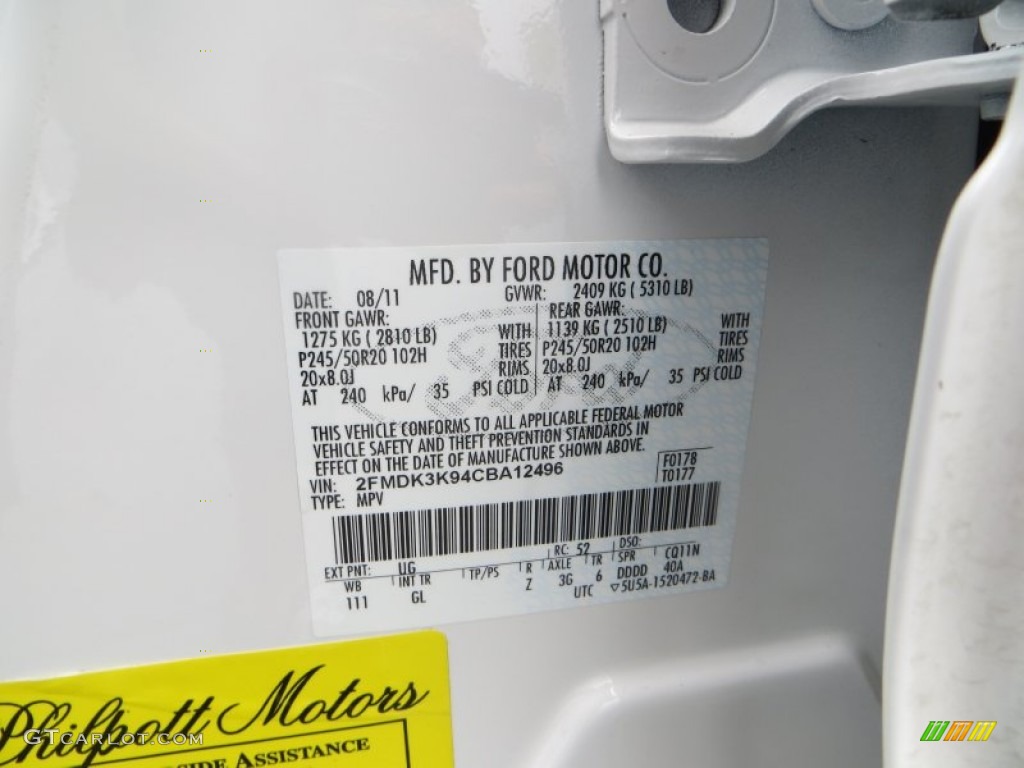 MFD. BY FORD MOTOR CO.
DATE: 08/11 GVWR: 2409 KG ( 5310 LB)
FRONT GAWR: REAR GAWR:
1275 KG ( 2810 LB) WITH 1139 KG ( 2510 LB) WITH
P245/50R20 102H TIRES P245/50R20 102H TIRES
20x8.0J RIMS 20x8.0J RIMS
AT 240 kPa/ 35 PSI COLD AT 240 kPa/ 35 PSI COLD
Ford
THIS VEHICLE CONFORMS TO ALL APPLICABLE FEDERAL MOTOR
VEHICLE SAFETY AND THEFT PREVENTION STANDARDS IN
EFFECT ON THE DATE OF MANUFACTURE SHOWN ABOVE.
VIN: 2FMDK3K94CBA12496 F0178
TYPE: MPV T0177
RC: 52 DSO:
EXT PNT: UG
WB INT TR TP/PS R AXLE TR SPR CQ11N
111 GL Z 3G 6 DDDD 40A
UTC ▽5U5A-1520472-BA
Philpott Motors
SIDE ASSISTANCE
GTCarLot.com